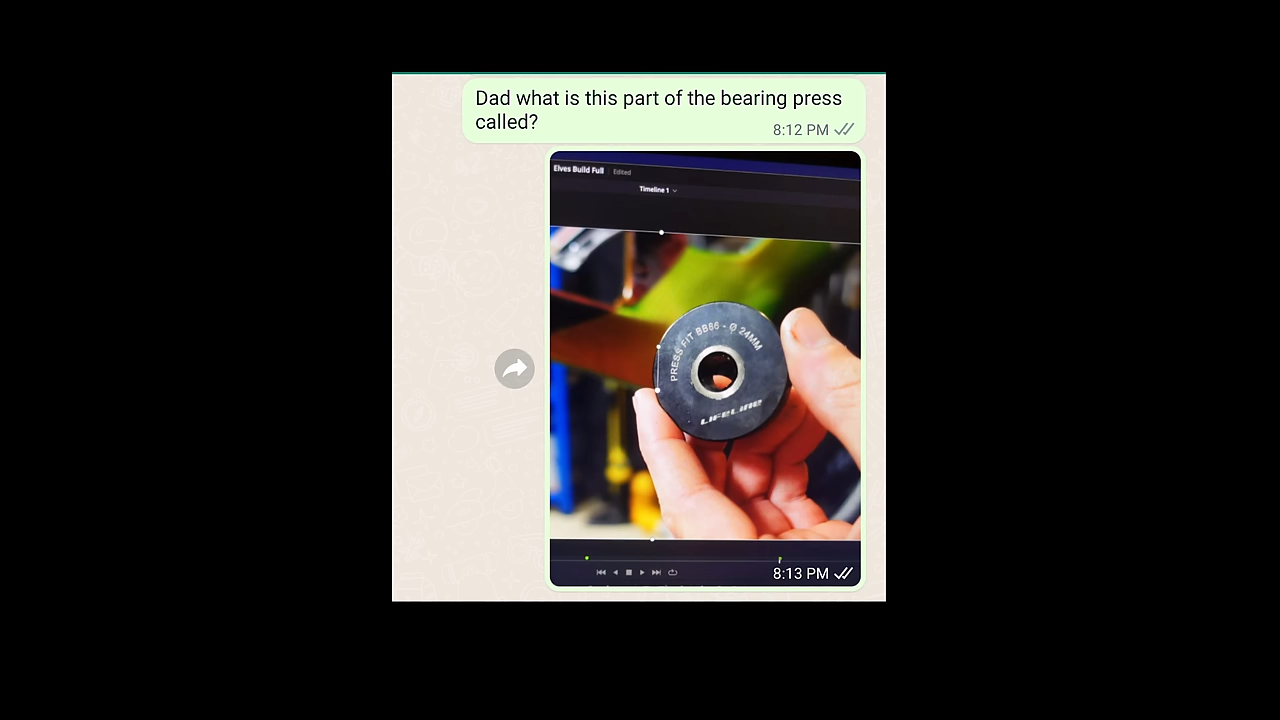 Dad what is this part of the bearing press
called?
8:12 PM
Elves Build Full Edited
Timeline 1
PRESS FIT BB86 - Ø 24MM
LIFELINE
8:13 PM